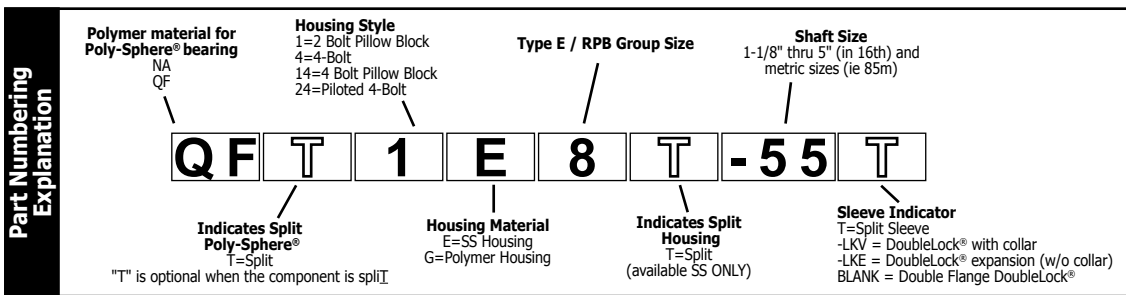 Part Numbering
Explanation
Polymer material for
Poly-Sphere® bearing
NA
QF
Housing Style
1=2 Bolt Pillow Block
4=4-Bolt
14=4 Bolt Pillow Block
24=Piloted 4-Bolt
Type E / RPB Group Size
Shaft Size
1-1/8" thru 5" (in 16th) and
metric sizes (ie 85m)
QF T 1 E 8 T -55 T
Indicates Split
Poly-Sphere®
T=Split
"T" is optional when the component is spliT
Housing Material
E=SS Housing
G=Polymer Housing
Indicates Split
Housing
T=Split
(available SS ONLY)
Sleeve Indicator
T=Split Sleeve
-LKV = DoubleLock® with collar
-LKE = DoubleLock® expansion (w/o collar)
BLANK = Double Flange DoubleLock®